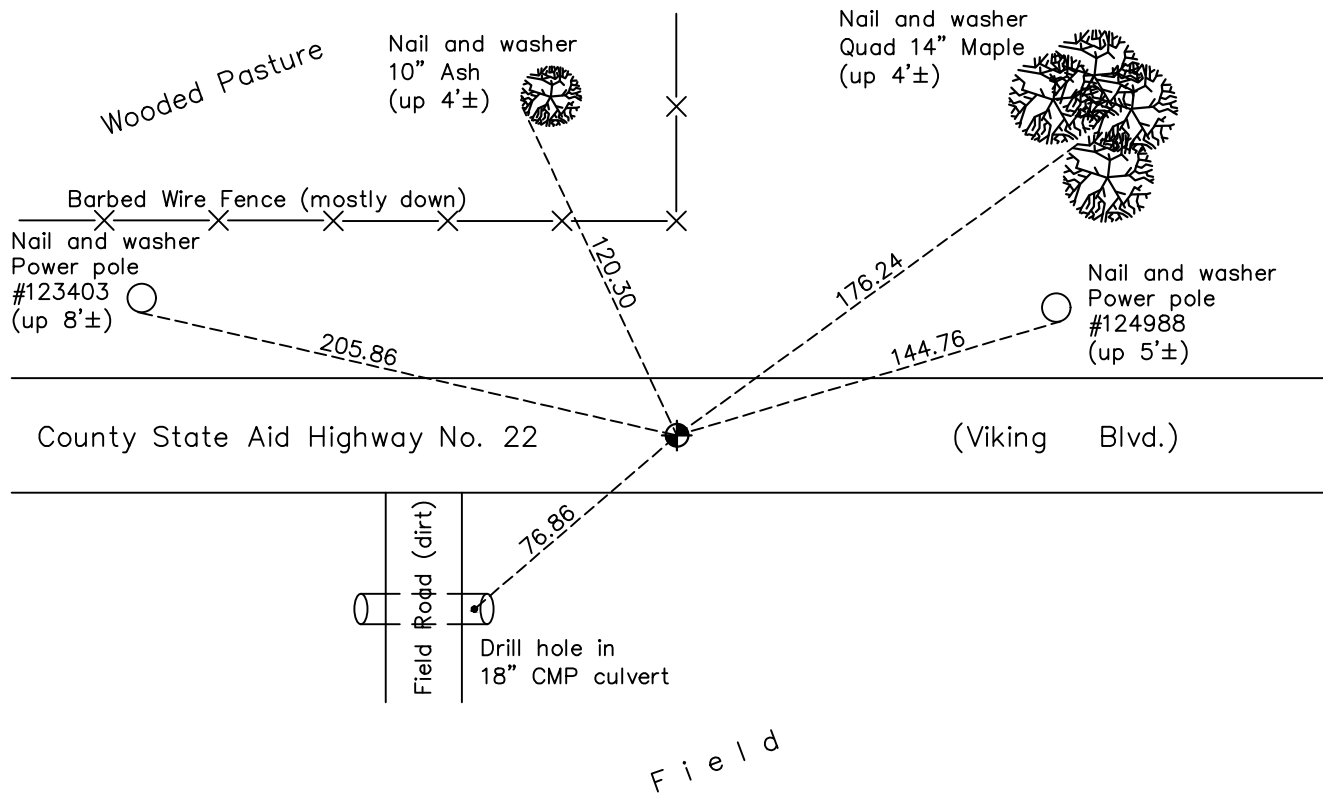 Wooded Pasture
Nail and washer
10” Ash
(up 4'±)
Nail and washer
Quad 14” Maple
(up 4'±)
Barbed Wire Fence (mostly down)
Nail and washer
Power pole
#123403
(up 8'±)
120.30
176.24
Nail and washer
Power pole
#124988
(up 5'±)
205.86
144.76
County State Aid Highway No. 22
(Viking Blvd.)
76.86
Field Road (dirt)
Drill hole in
18” CMP culvert
Field